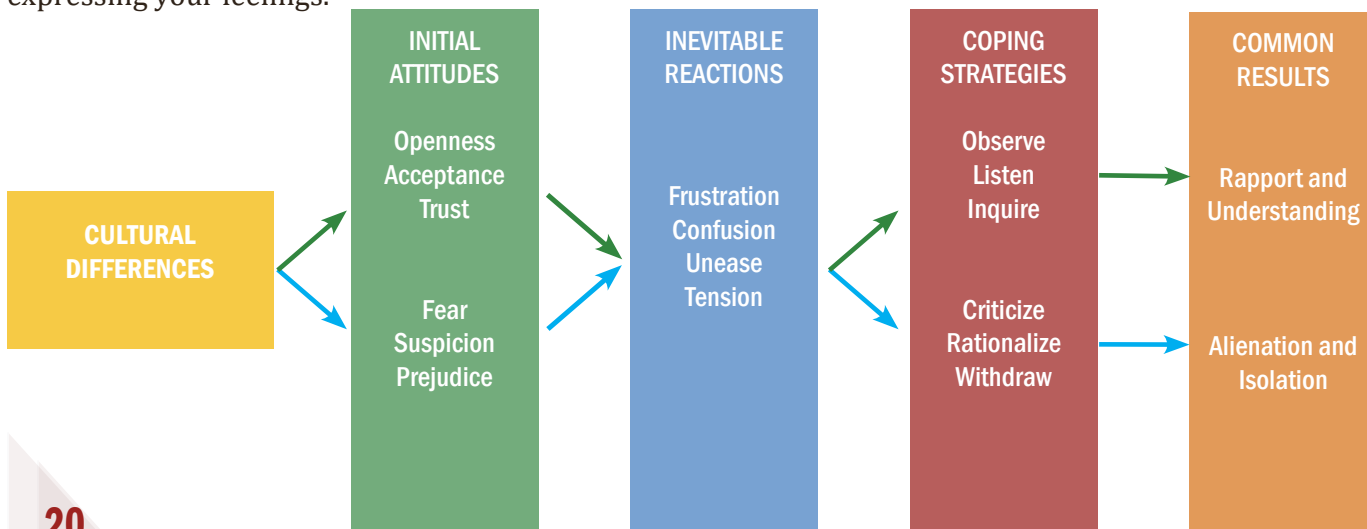 expressing your feelings.
CULTURAL
DIFFERENCES
INITIAL
ATTITUDES
Openness
Acceptance
Trust
Fear
Suspicion
Prejudice
INEVITABLE
REACTIONS
Frustration
Confusion
Unease
Tension
COPING
STRATEGIES
Observe
Listen
Inquire
Criticize
Rationalize
Withdraw
COMMON
RESULTS
Rapport and
Understanding
Alienation and
Isolation
20